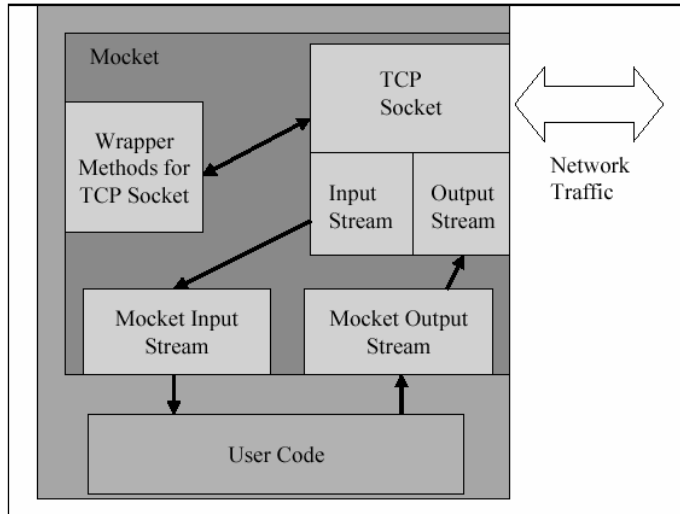 Mocket
TCP
Socket
Wrapper
Methods for
TCP Socket
Input
Stream
Output
Stream
Network
Traffic
Mocket Input
Stream
Mocket Output
Stream
User Code